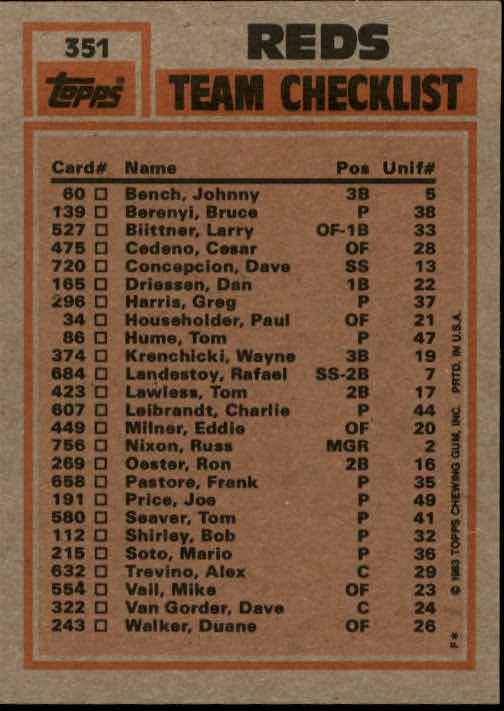 351
REDS
Topps
TEAM CHECKLIST
Card# Name Pos Unif#
60 Bench, Johnny 3B 5
139 Berenyi, Bruce P 38
527 Biittner, Larry OF-1B 33
475 Cedeno, Cesar OF 28
720 Concepcion, Dave SS 13
165 Driessen, Dan 1B 22
296 Harris, Greg P 37
34 Householder, Paul OF 21
86 Hume, Tom P 47
374 Krenchicki, Wayne 3B 19
684 Landestoy, Rafael SS-2B 7
423 Lawless, Tom 2B 17
607 Leibrandt, Charlie P 44
449 Milner, Eddie OF 20
756 Nixon, Russ MGR 2
269 Oester, Ron 2B 16
658 Pastore, Frank P 35
191 Price, Joe P 49
580 Seaver, Tom P 41
112 Shirley, Bob P 32
215 Soto, Mario P 36
632 Trevino, Alex C 29
554 Vail, Mike OF 23
322 Van Gorder, Dave C 24
243 Walker, Duane OF 26
F* © 1983 TOPPS CHEWING GUM, INC. PRTD. IN U.S.A.